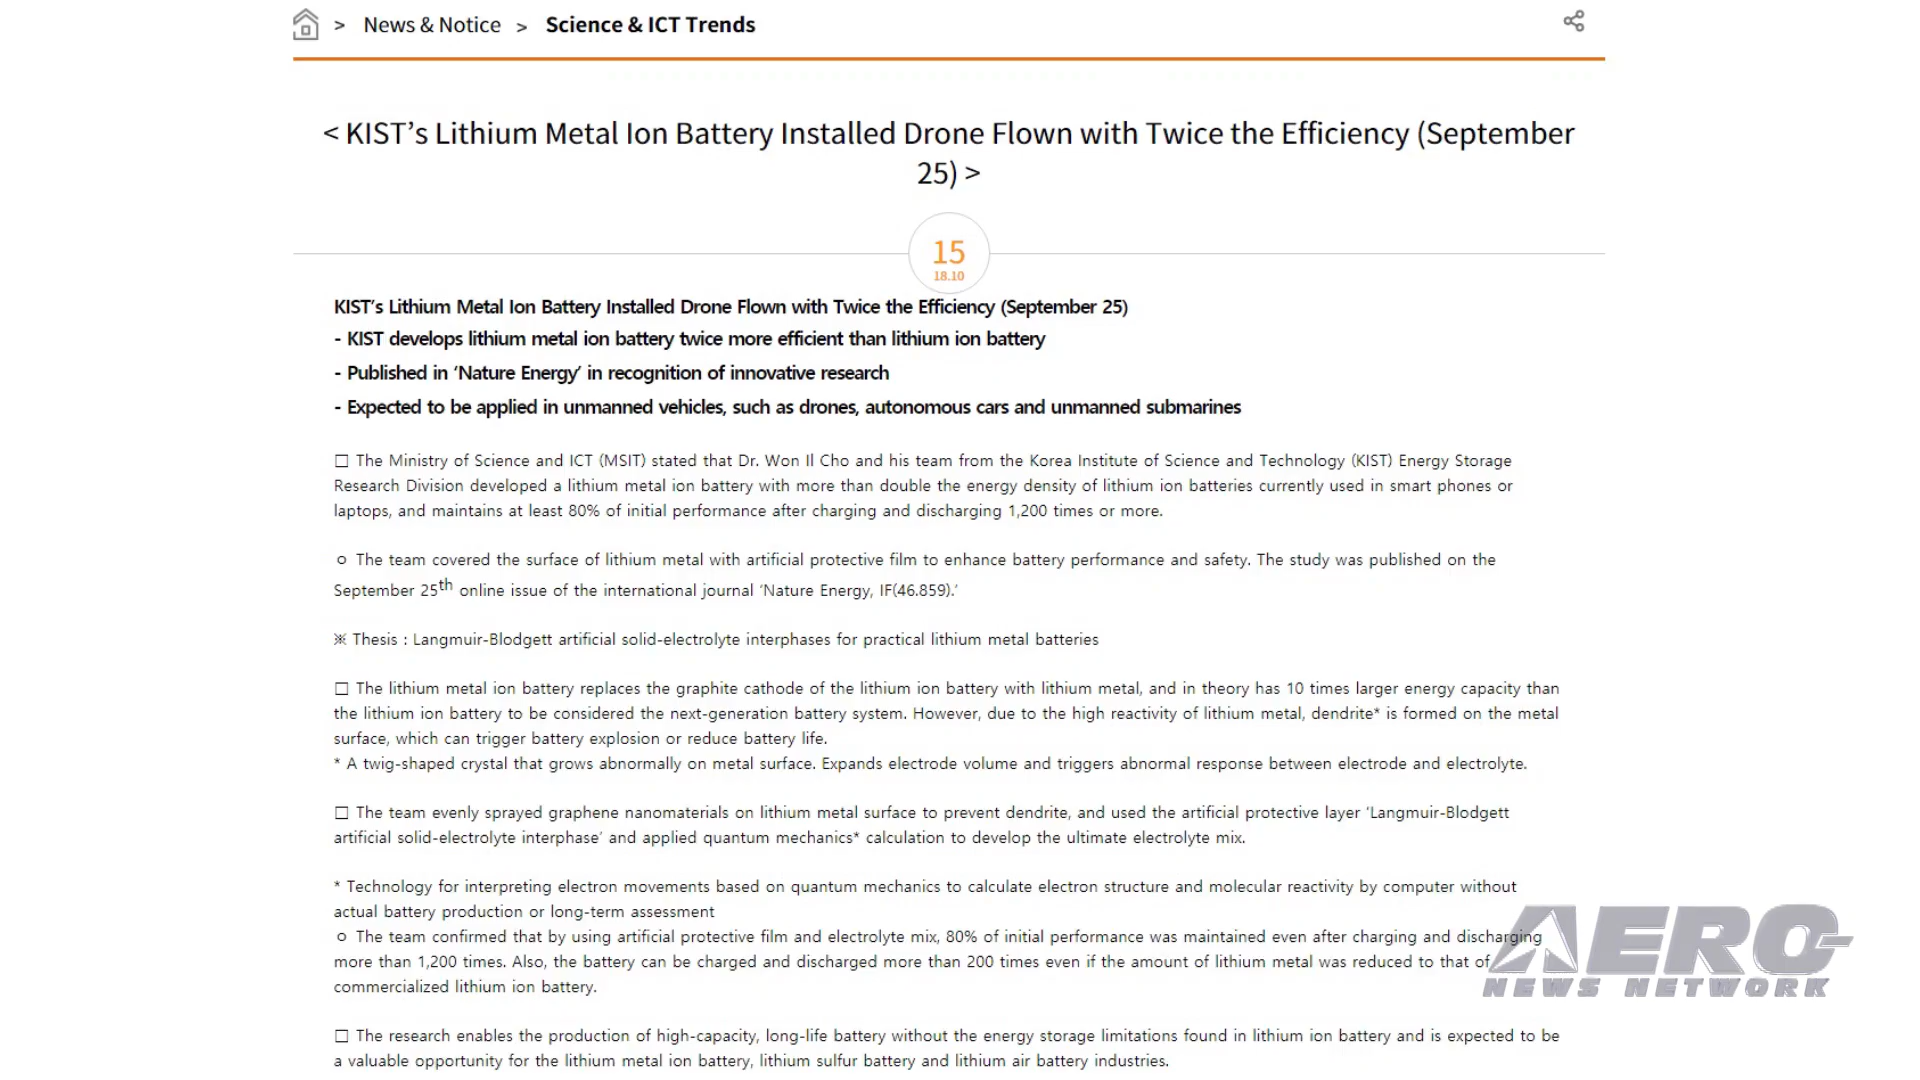 > News & Notice > Science & ICT Trends
< KIST’s Lithium Metal Ion Battery Installed Drone Flown with Twice the Efficiency (September
25) >
15
18.10
KIST’s Lithium Metal Ion Battery Installed Drone Flown with Twice the Efficiency (September 25)
- KIST develops lithium metal ion battery twice more efficient than lithium ion battery
- Published in ‘Nature Energy’ in recognition of innovative research
- Expected to be applied in unmanned vehicles, such as drones, autonomous cars and unmanned submarines
□ The Ministry of Science and ICT (MSIT) stated that Dr. Won Il Cho and his team from the Korea Institute of Science and Technology (KIST) Energy Storage
Research Division developed a lithium metal ion battery with more than double the energy density of lithium ion batteries currently used in smart phones or
laptops, and maintains at least 80% of initial performance after charging and discharging 1,200 times or more.
ㅇ The team covered the surface of lithium metal with artificial protective film to enhance battery performance and safety. The study was published on the
September 25th online issue of the international journal ‘Nature Energy, IF(46.859).’
※ Thesis : Langmuir-Blodgett artificial solid-electrolyte interphases for practical lithium metal batteries
□ The lithium metal ion battery replaces the graphite cathode of the lithium ion battery with lithium metal, and in theory has 10 times larger energy capacity than
the lithium ion battery to be considered the next-generation battery system. However, due to the high reactivity of lithium metal, dendrite* is formed on the metal
surface, which can trigger battery explosion or reduce battery life.
* A twig-shaped crystal that grows abnormally on metal surface. Expands electrode volume and triggers abnormal response between electrode and electrolyte.
□ The team evenly sprayed graphene nanomaterials on lithium metal surface to prevent dendrite, and used the artificial protective layer ‘Langmuir-Blodgett
artificial solid-electrolyte interphase’ and applied quantum mechanics* calculation to develop the ultimate electrolyte mix.
* Technology for interpreting electron movements based on quantum mechanics to calculate electron structure and molecular reactivity by computer without
actual battery production or long-term assessment
ㅇ The team confirmed that by using artificial protective film and electrolyte mix, 80% of initial performance was maintained even after charging and discharging
more than 1,200 times. Also, the battery can be charged and discharged more than 200 times even if the amount of lithium metal was reduced to that of
commercialized lithium ion battery.
AERO-
NEWS NETWORK
□ The research enables the production of high-capacity, long-life battery without the energy storage limitations found in lithium ion battery and is expected to be
a valuable opportunity for the lithium metal ion battery, lithium sulfur battery and lithium air battery industries.